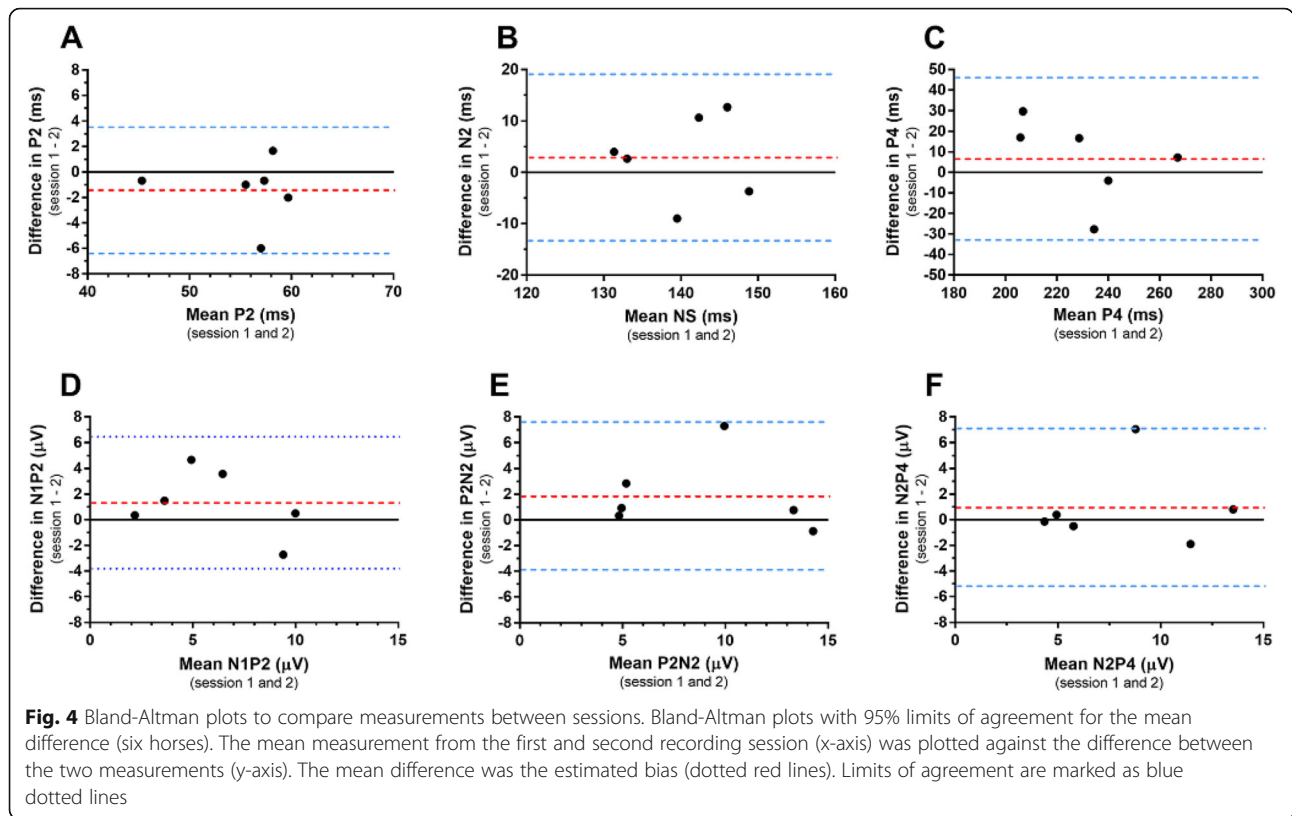 A
Difference in P2 (ms)
(session 1 - 2)
8
6
4
2
0
-2
-4
-6
-8
40 50 60 70
Mean P2 (ms)
(session 1 and 2)
B
Difference in N2 (ms)
(session 1 - 2)
20
10
0
-10
-20
120 130 140 150 160
Mean NS (ms)
(session 1 and 2)
C
Difference in P4 (ms)
(session 1 - 2)
50
40
30
20
10
0
-10
-20
-30
-40
-50
180 200 220 240 260 280 300
Mean P4 (ms)
(session 1 and 2)
D
Difference in N1P2 (µV)
(session 1 - 2)
8
6
4
2
0
-2
-4
-6
-8
0 5 10 15
Mean N1P2 (µV)
(session 1 and 2)
E
Difference in P2N2 (µV)
(session 1 - 2)
8
6
4
2
0
-2
-4
-6
-8
0 5 10 15
Mean P2N2 (µV)
(session 1 and 2)
F
Difference in N2P4 (µV)
(session 1 - 2)
8
6
4
2
0
-2
-4
-6
-8
0 5 10 15
Mean N2P4 (µV)
(session 1 and 2)
Fig. 4 Bland-Altman plots to compare measurements between sessions. Bland-Altman plots with 95% limits of agreement for the mean
difference (six horses). The mean measurement from the first and second recording session (x-axis) was plotted against the difference between
the two measurements (y-axis). The mean difference was the estimated bias (dotted red lines). Limits of agreement are marked as blue
dotted lines